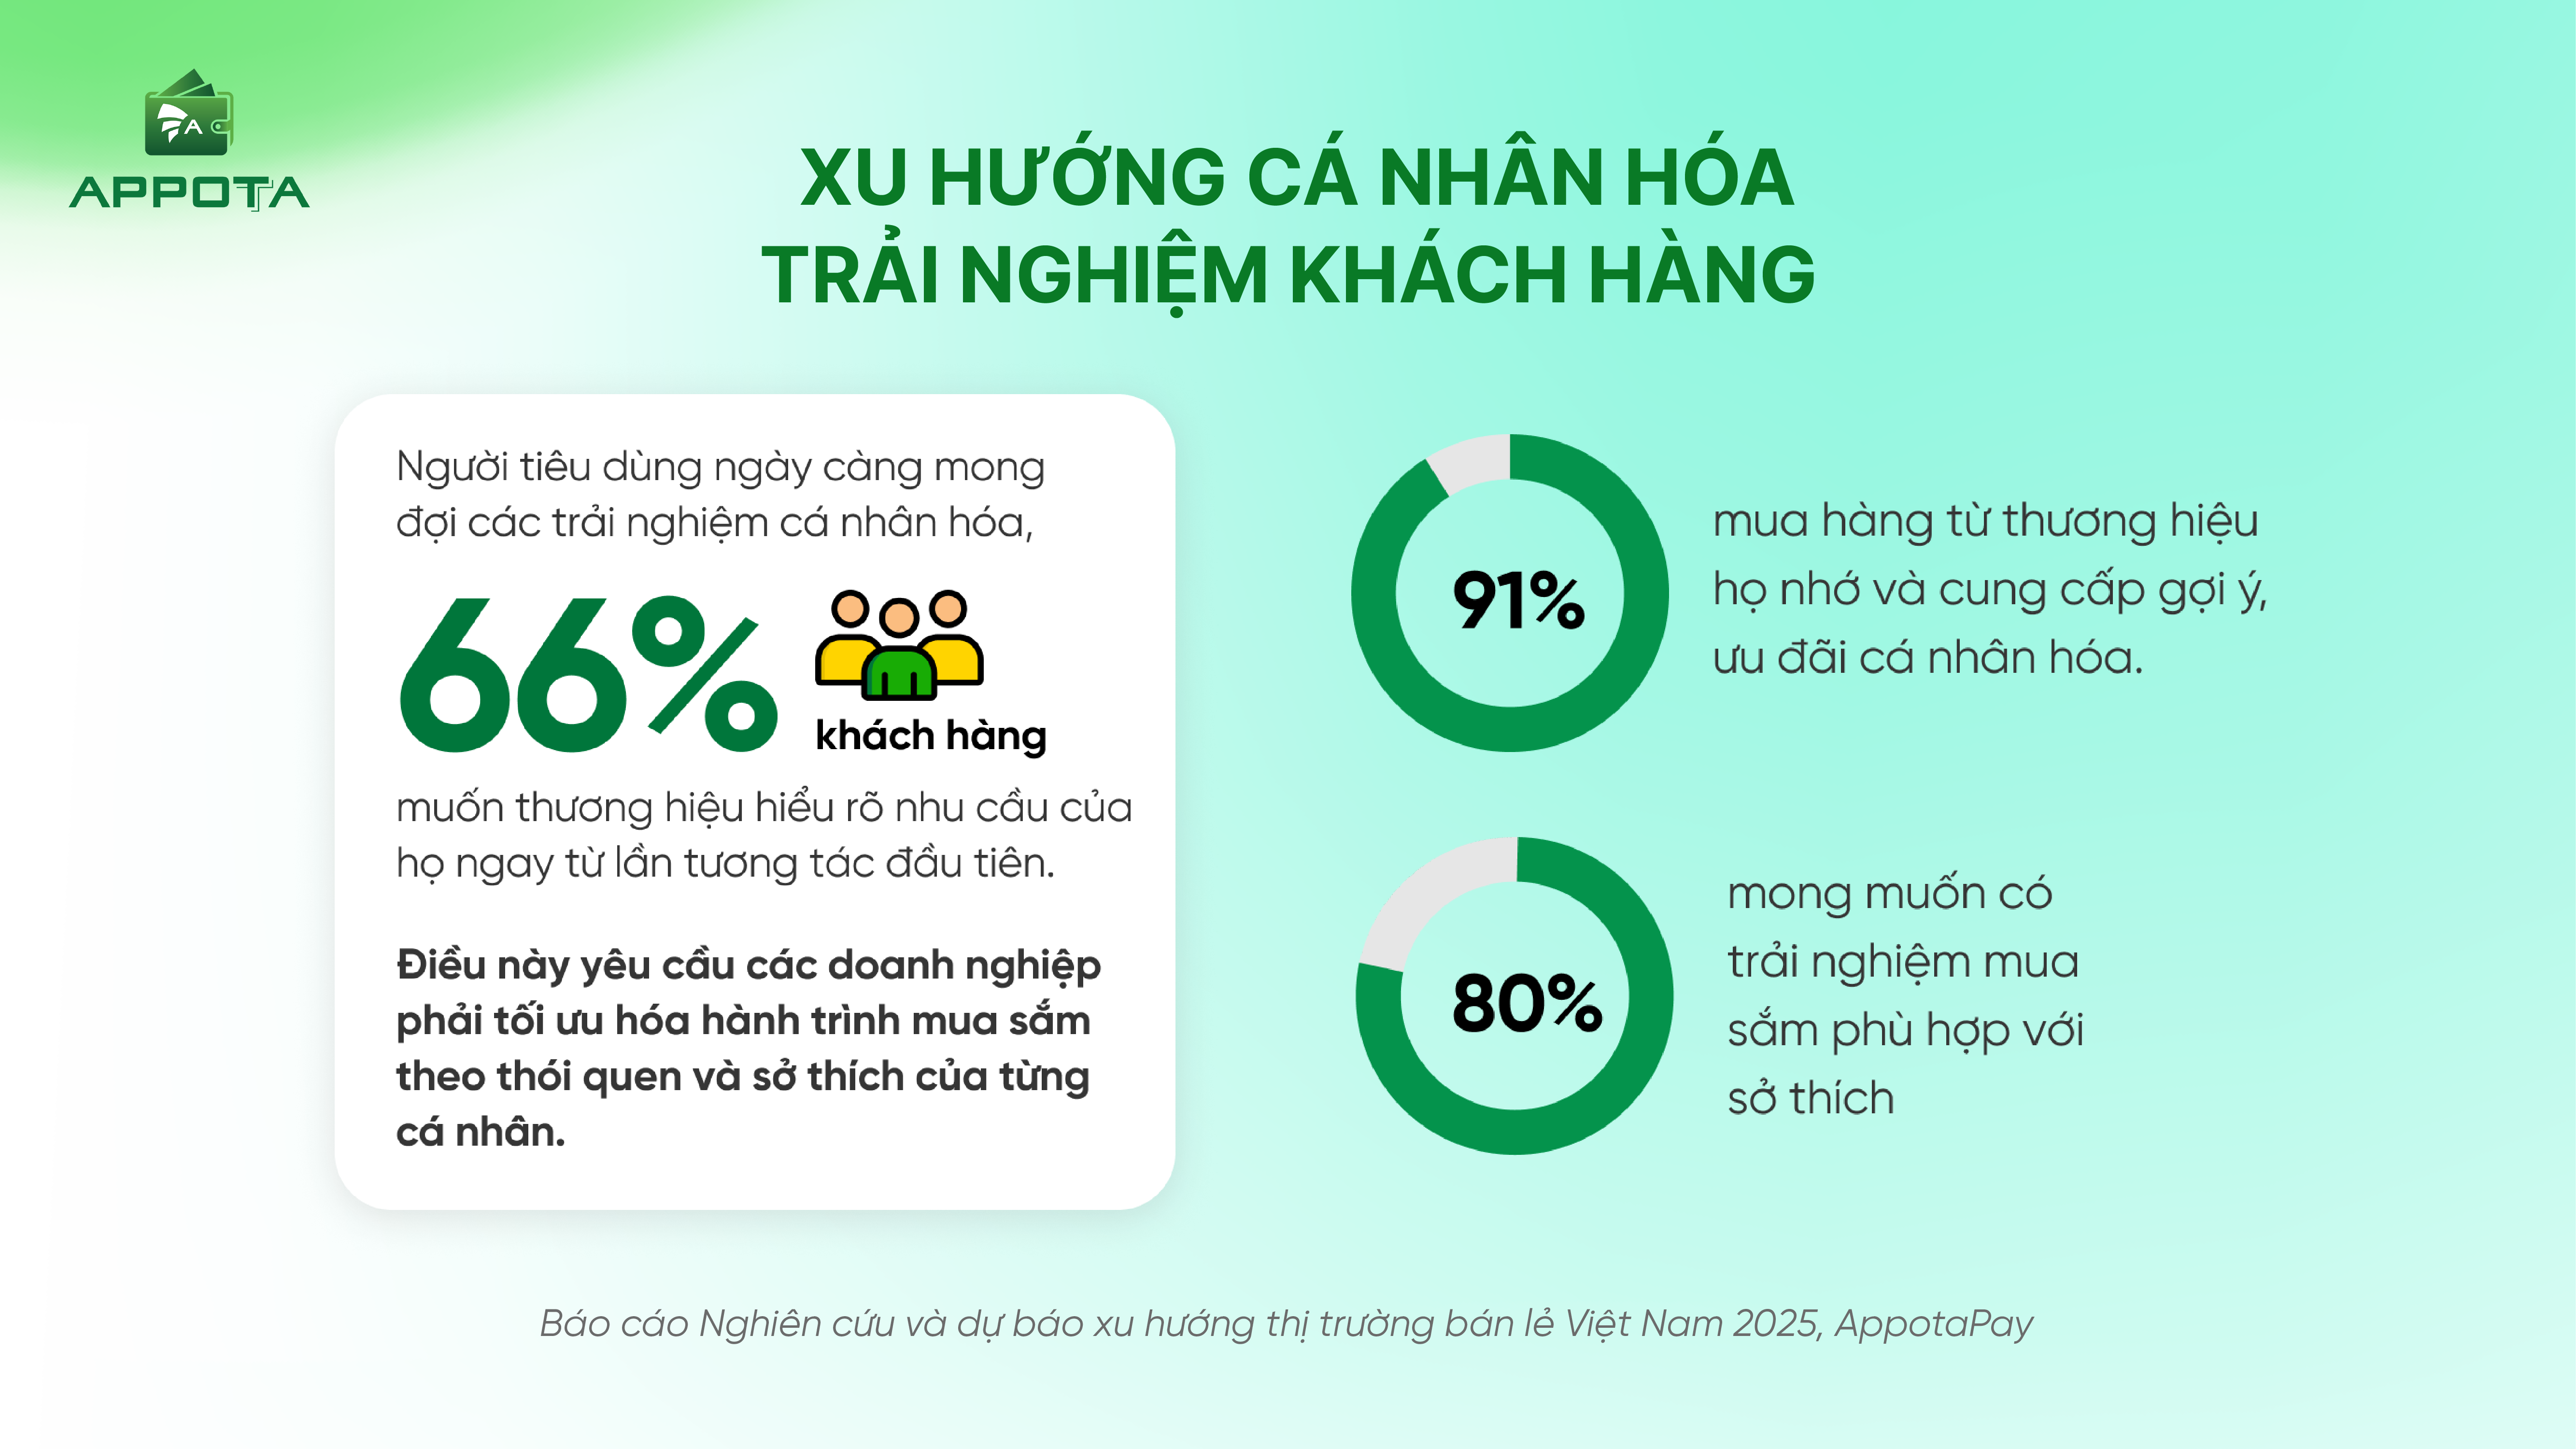 APPOTA
XU HƯỚNG CÁ NHÂN HÓA
TRẢI NGHIỆM KHÁCH HÀNG
Người tiêu dùng ngày càng mong
đợi các trải nghiệm cá nhân hóa,
66%
khách hàng
muốn thương hiệu hiểu rõ nhu cầu của
họ ngay từ lần tương tác đầu tiên.
Điều này yêu cầu các doanh nghiệp
phải tối ưu hóa hành trình mua sắm
theo thói quen và sở thích của từng
cá nhân.
91%
mua hàng từ thương hiệu
họ nhớ và cung cấp gợi ý,
ưu đãi cá nhân hóa.
80%
mong muốn có
trải nghiệm mua
sắm phù hợp với
sở thích
Báo cáo Nghiên cứu và dự báo xu hướng thị trường bán lẻ Việt Nam 2025, AppotaPay